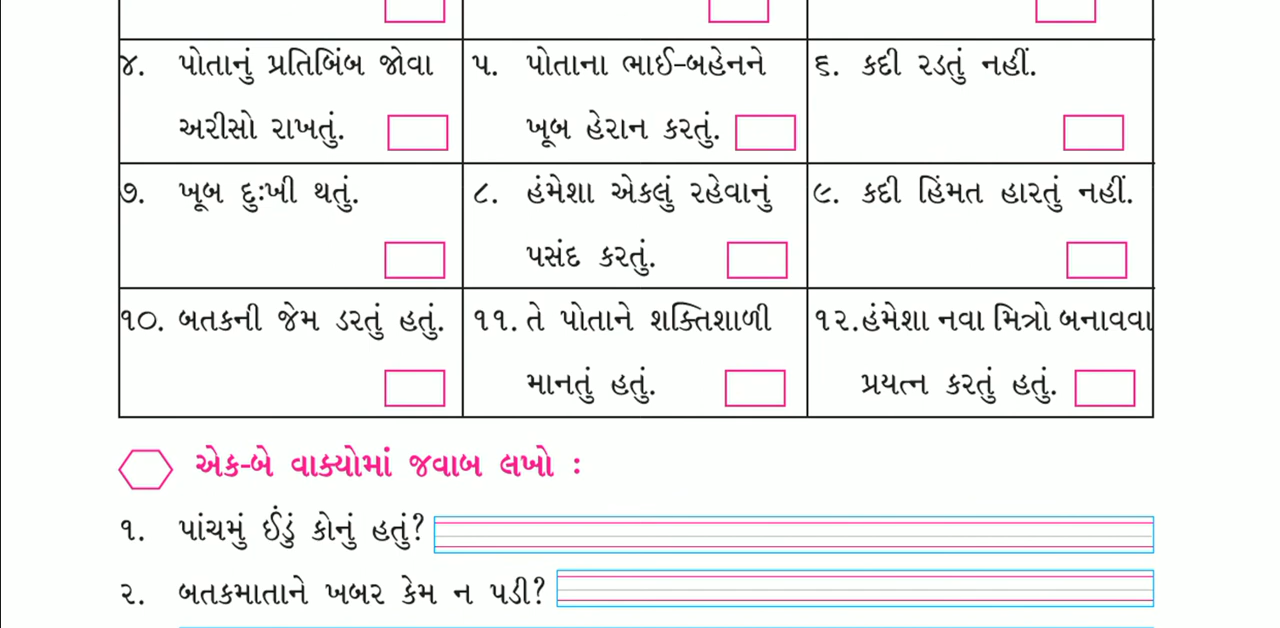 ૪. પોતાનું પ્રતિબિંબ જોવા
અરીસો રાખતું.
૫. પોતાના ભાઈ-બહેનને
ખૂબ હેરાન કરતું.
૬. કદી રડતું નહીં.
૭. ખૂબ દુઃખી થતું.
૮. હંમેશા એકલું રહેવાનું
પસંદ કરતું.
૯. કદી હિંમત હારતું નહીં.
૧૦. બતકની જેમ ડરતું હતું.
૧૧. તે પોતાને શક્તિશાળી
માનતું હતું.
૧૨.હંમેશા નવા મિત્રો બનાવવા
પ્રયત્ન કરતું હતું.
એક-બે વાક્યોમાં જવાબ લખો :
૧. પાંચમું ઈંડું કોનું હતું?
૨. બતકમાતાને ખબર કેમ ન પડી?